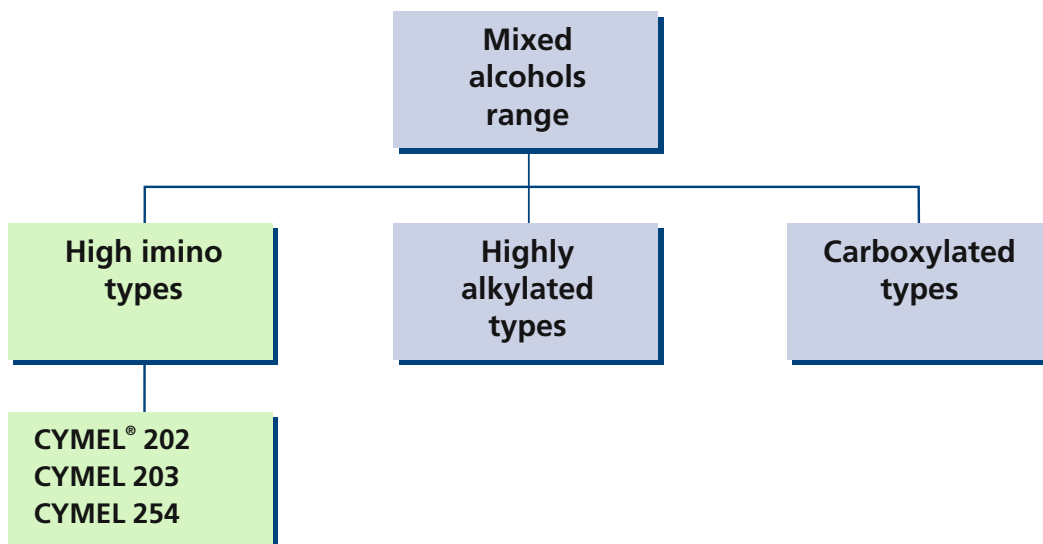 Mixed
alcohols
range
High imino
types
Highly
alkylated
types
Carboxylated
types
CYMEL® 202
CYMEL 203
CYMEL 254